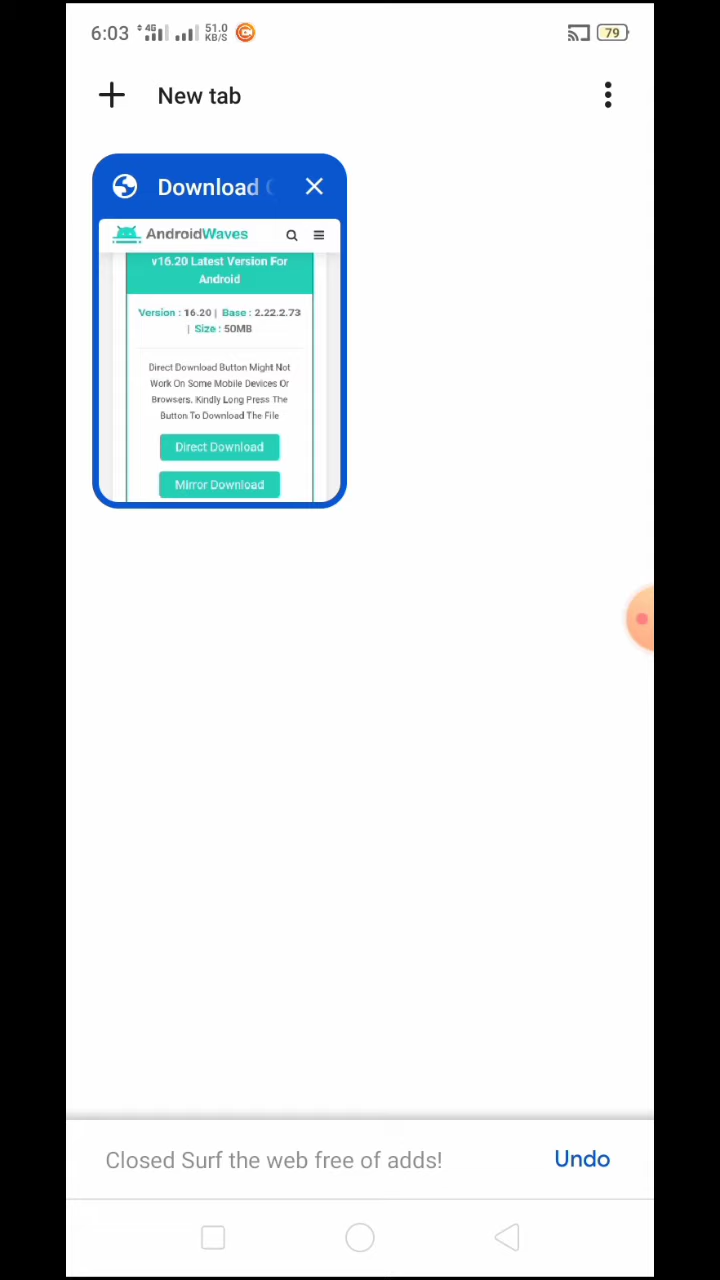 6:03 4G 51.0 KB/S 79
New tab
Download
AndroidWaves
v16.20 Latest Version For
Android
Version : 16.20 | Base : 2.22.2.73
| Size : 50MB
Direct Download Button Might Not
Work On Some Mobile Devices Or
Browsers. Kindly Long Press The
Button To Download The File
Direct Download
Mirror Download
Closed Surf the web free of adds! Undo